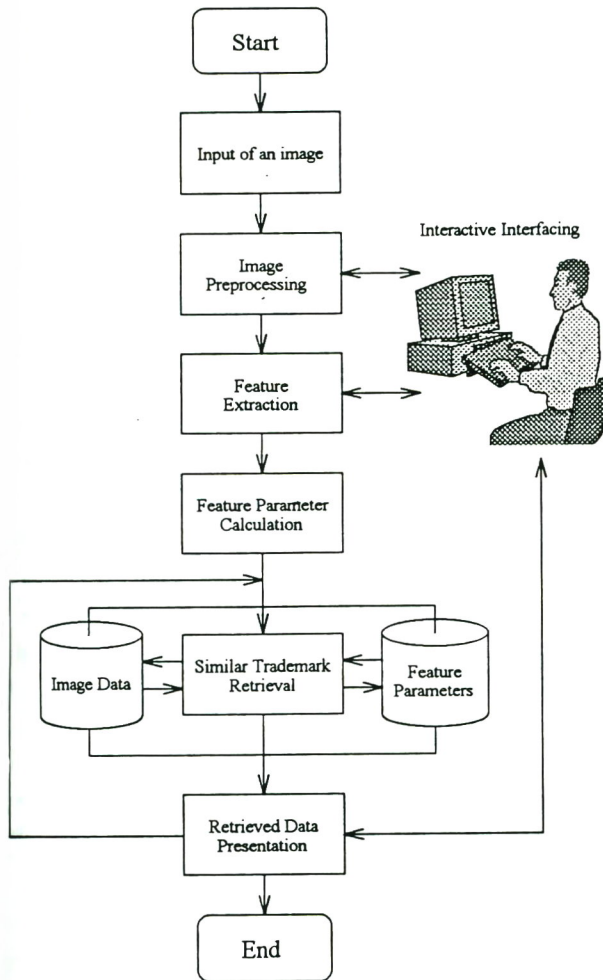 Start
Input of an image
Interactive Interfacing
Image
Preprocessing
Feature
Extraction
Feature Parameter
Calculation
Image Data
Similar Trademark
Retrieval
Feature
Parameters
Retrieved Data
Presentation
End